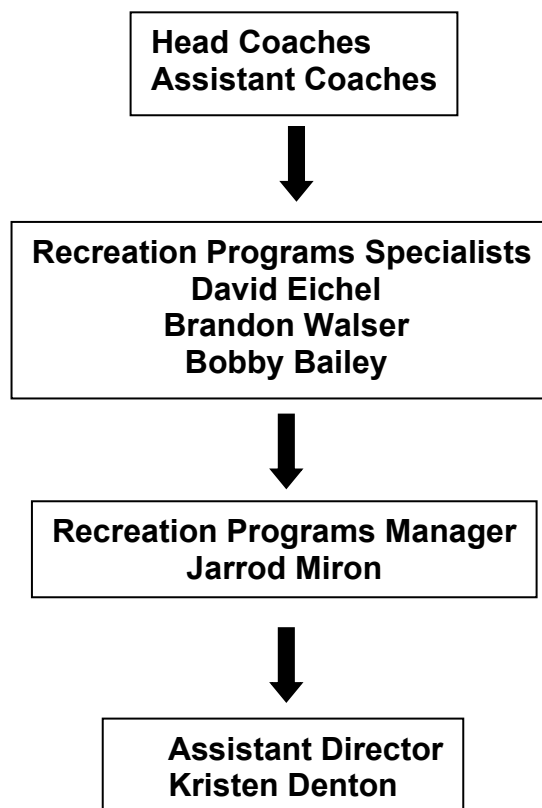 Head Coaches
Assistant Coaches
Recreation Programs Specialists
David Eichel
Brandon Walser
Bobby Bailey
Recreation Programs Manager
Jarrod Miron
Assistant Director
Kristen Denton